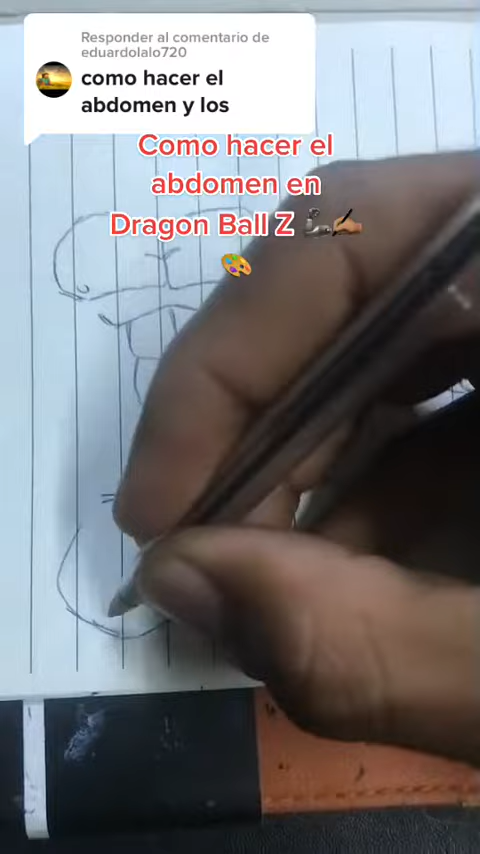 Responder al comentario de
eduardolalo720
como hacer el
abdomen y los
Como hacer el
abdomen en
Dragon Ball Z 🦾✍🏽
🎨